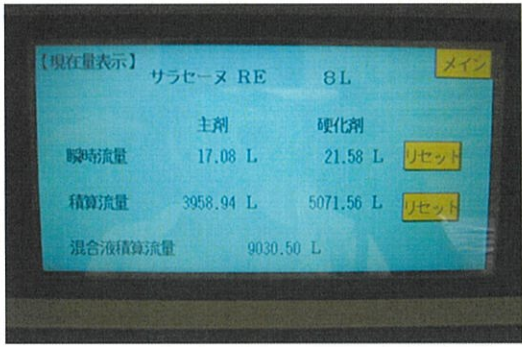 【現在量表示】 メイン
サラセーヌ RE 8L
主剤 硬化剤
瞬時流量 17.08 L 21.58 L リセット
積算流量 3958.94 L 5071.56 L リセット
混合液積算流量 9030.50 L